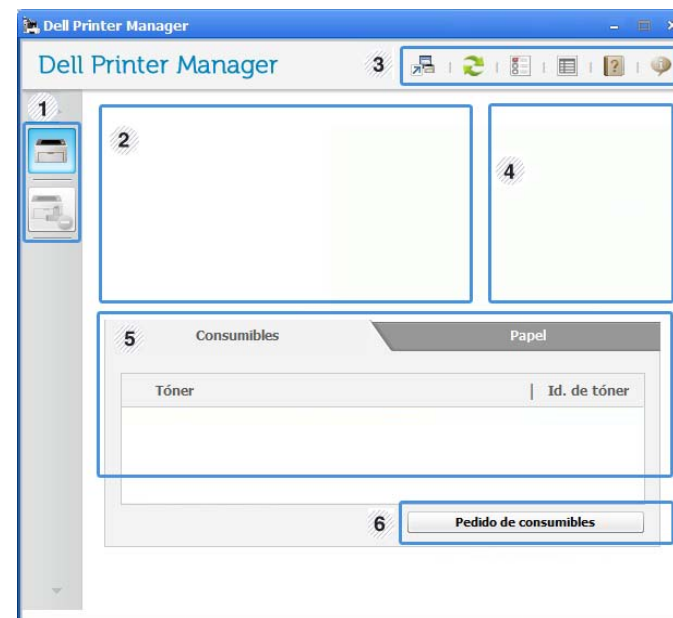 Dell Printer Manager
Dell Printer Manager
3
1
2
4
5 Consumibles Papel
Tóner | Id. de tóner
6 Pedido de consumibles